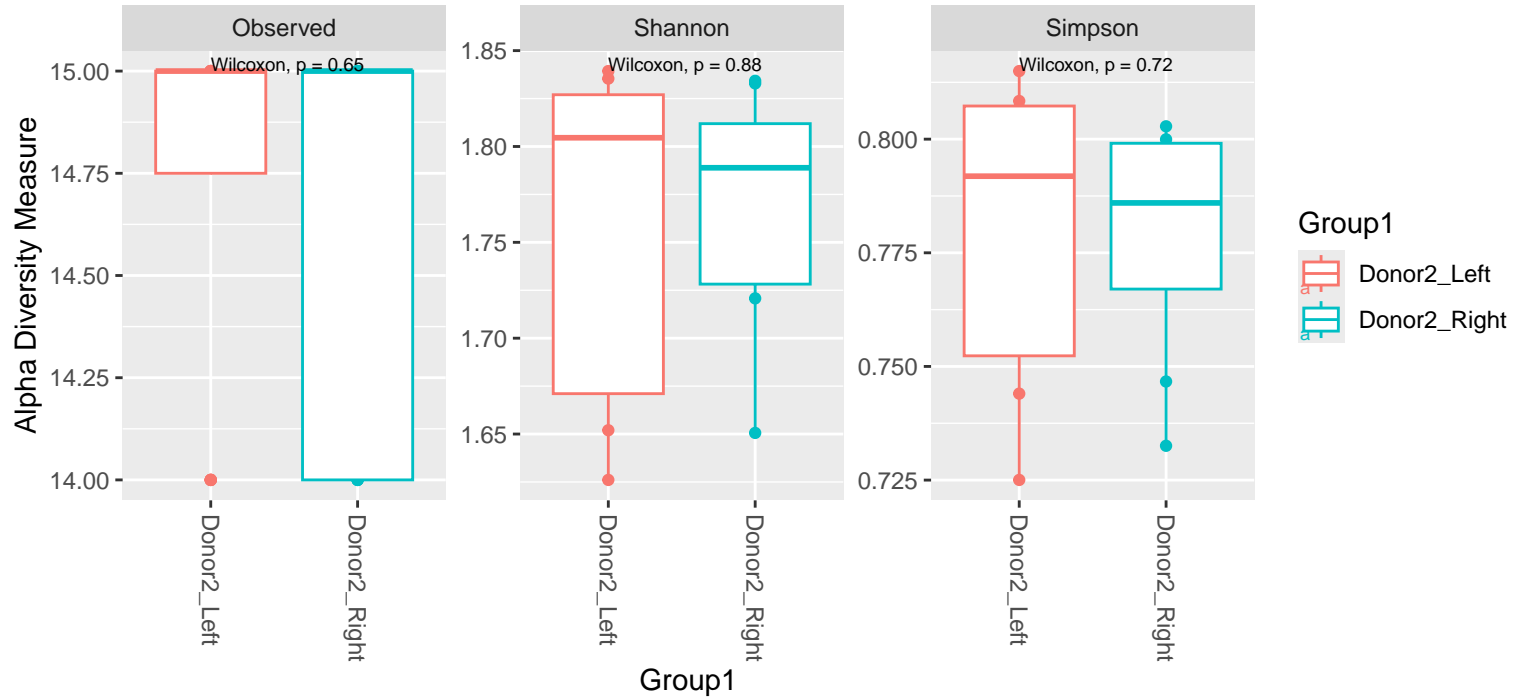 Observed
Shannon
Simpson
Alpha Diversity Measure
15.00
14.75
14.50
14.25
14.00
Wilcoxon, p = 0.65
Donor2_Left
Donor2_Right
1.85
1.80
1.75
1.70
1.65
Wilcoxon, p = 0.88
Donor2_Left
Donor2_Right
0.800
0.775
0.750
0.725
Wilcoxon, p = 0.72
Donor2_Left
Donor2_Right
Group1
Group1
a Donor2_Left
a Donor2_Right